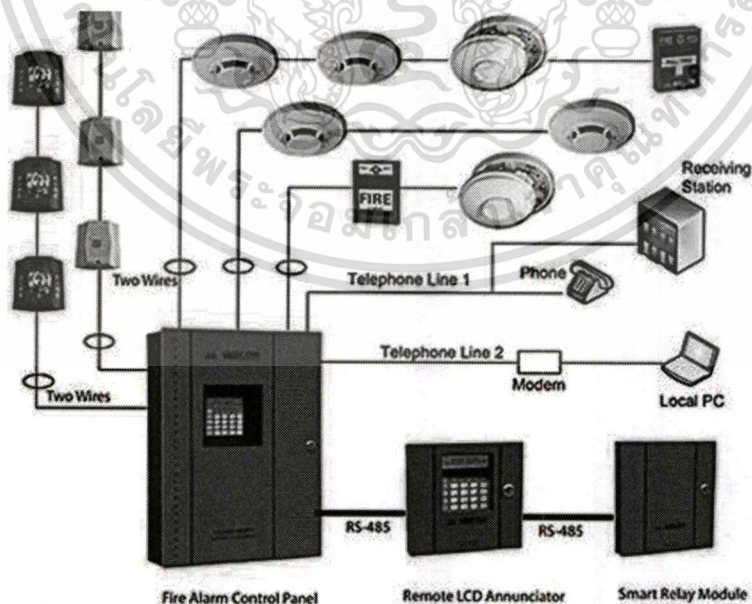 FIRE
Receiving
Station
Two Wires
Telephone Line 1
Phone
Telephone Line 2
Modem
Two Wires
Local PC
RS-485
RS-485
Fire Alarm Control Panel
Remote LCD Annunciator
Smart Relay Module